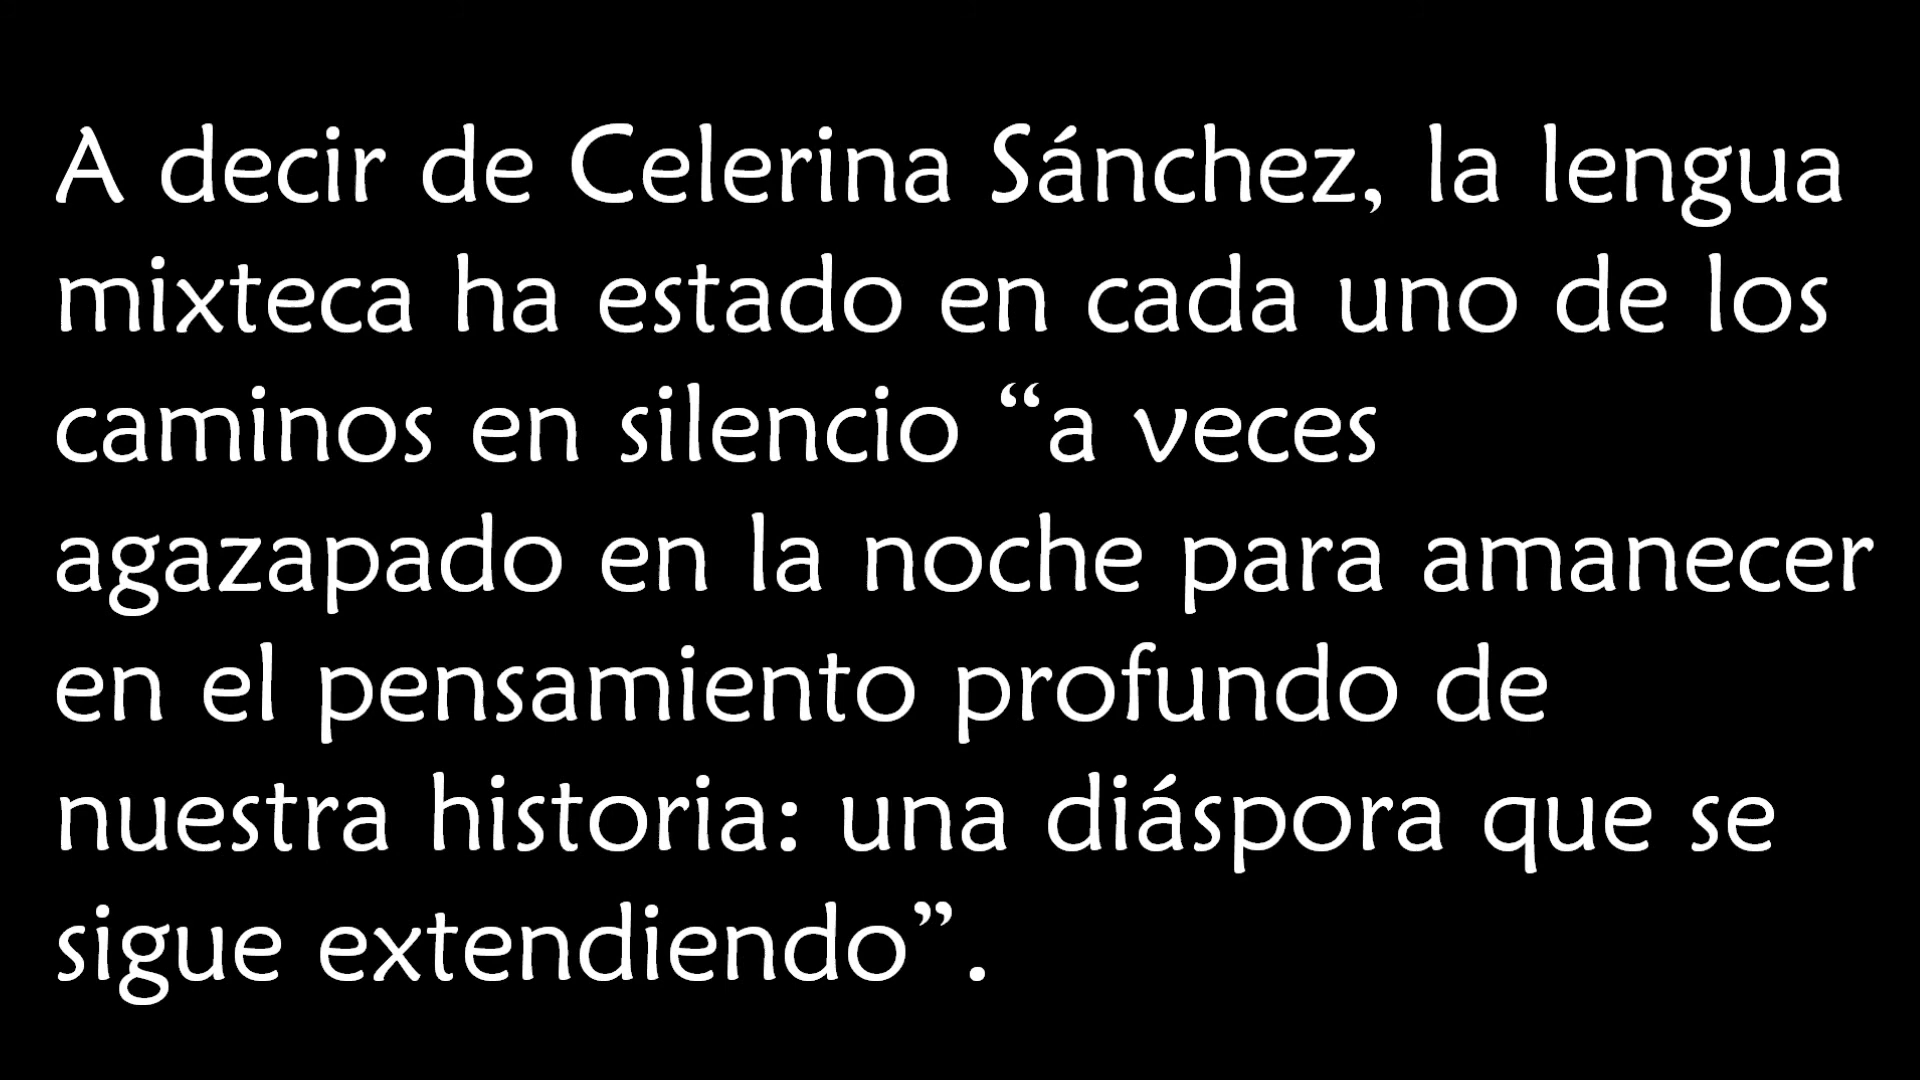 A decir de Celerina Sánchez, la lengua
mixteca ha estado en cada uno de los
caminos en silencio “a veces
agazapado en la noche para amanecer
en el pensamiento profundo de
nuestra historia: una diáspora que se
sigue extendiendo”.